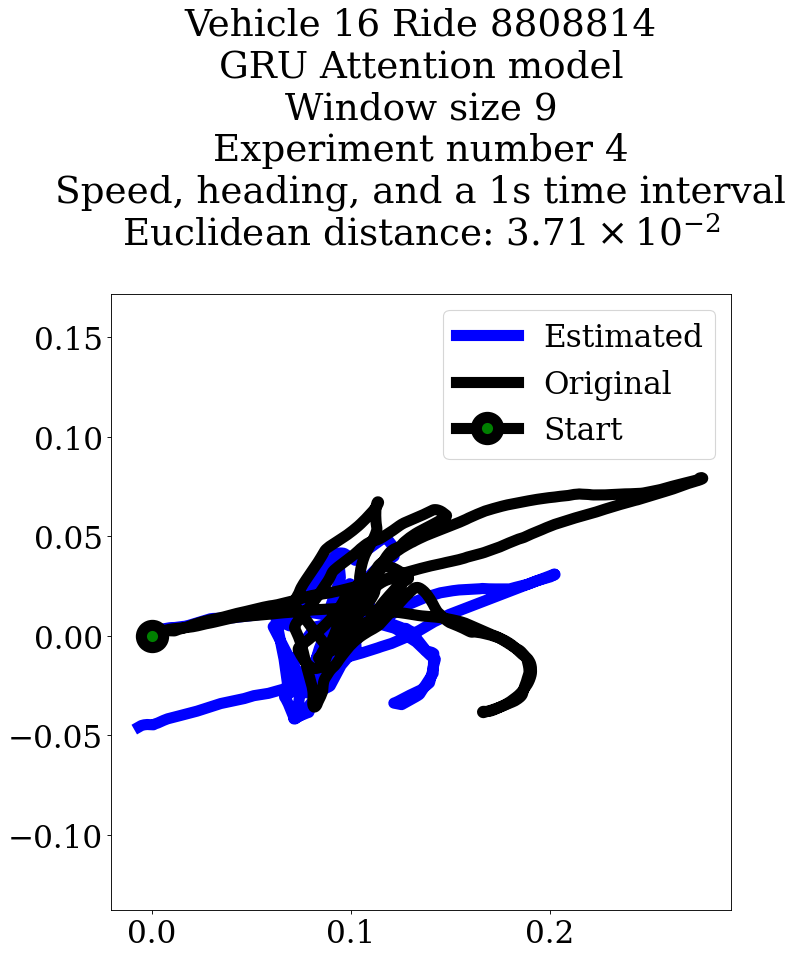 Vehicle 16 Ride 8808814
GRU Attention model
Window size 9
Experiment number 4
Speed, heading, and a 1s time interval
Euclidean distance: 3.71 × 10⁻²
Estimated
Original
Start
0.15
0.10
0.05
0.00
−0.05
−0.10
0.0 0.1 0.2